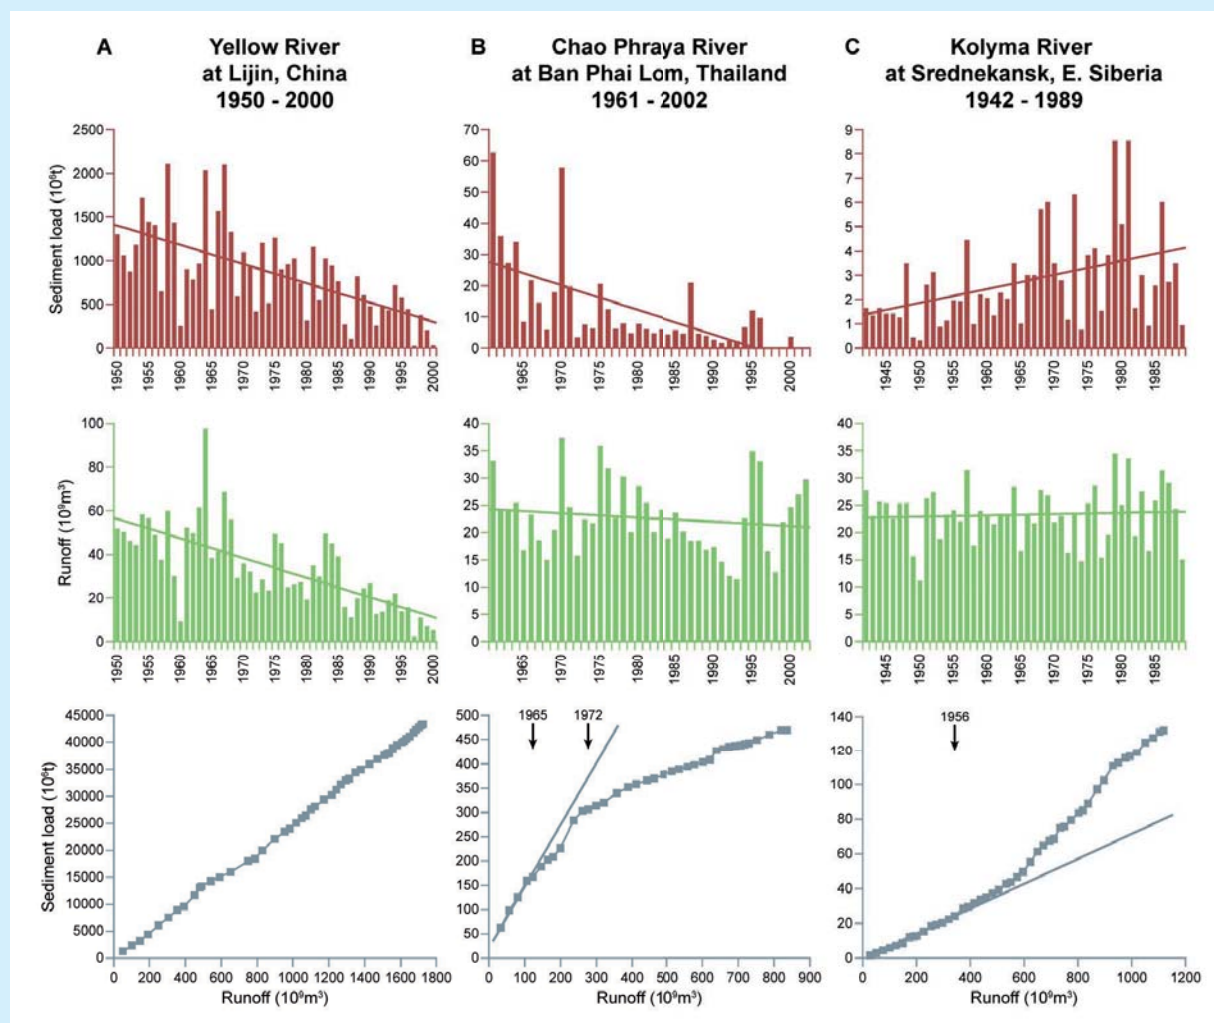 A
Yellow River
at Lijin, China
1950 - 2000
B
Chao Phraya River
at Ban Phai Lom, Thailand
1961 - 2002
C
Kolyma River
at Srednekansk, E. Siberia
1942 - 1989
Sediment load (10⁶t)
2500
2000
1500
1000
500
0
1950 1955 1960 1965 1970 1975 1980 1985 1990 1995 2000
70
60
50
40
30
20
10
0
1965 1970 1975 1980 1985 1990 1995 2000
9
8
7
6
5
4
3
2
1
0
1945 1950 1955 1960 1965 1970 1975 1980 1985
Runoff (10⁹m³)
100
80
60
40
20
0
1950 1955 1960 1965 1970 1975 1980 1985 1990 1995 2000
40
35
30
25
20
15
10
5
0
1965 1970 1975 1980 1985 1990 1995 2000
40
35
30
25
20
15
10
5
0
1945 1950 1955 1960 1965 1970 1975 1980 1985
Sediment load (10⁶t)
45000
40000
35000
30000
25000
20000
15000
10000
5000
0
0 200 400 600 800 1000 1200 1400 1600 1800
Runoff (10⁹m³)
1965
1972
500
450
400
350
300
250
200
150
100
50
0
0 100 200 300 400 500 600 700 800 900
Runoff (10⁹m³)
1956
140
120
100
80
60
40
20
0
0 200 400 600 800 1000 1200
Runoff (10⁹m³)